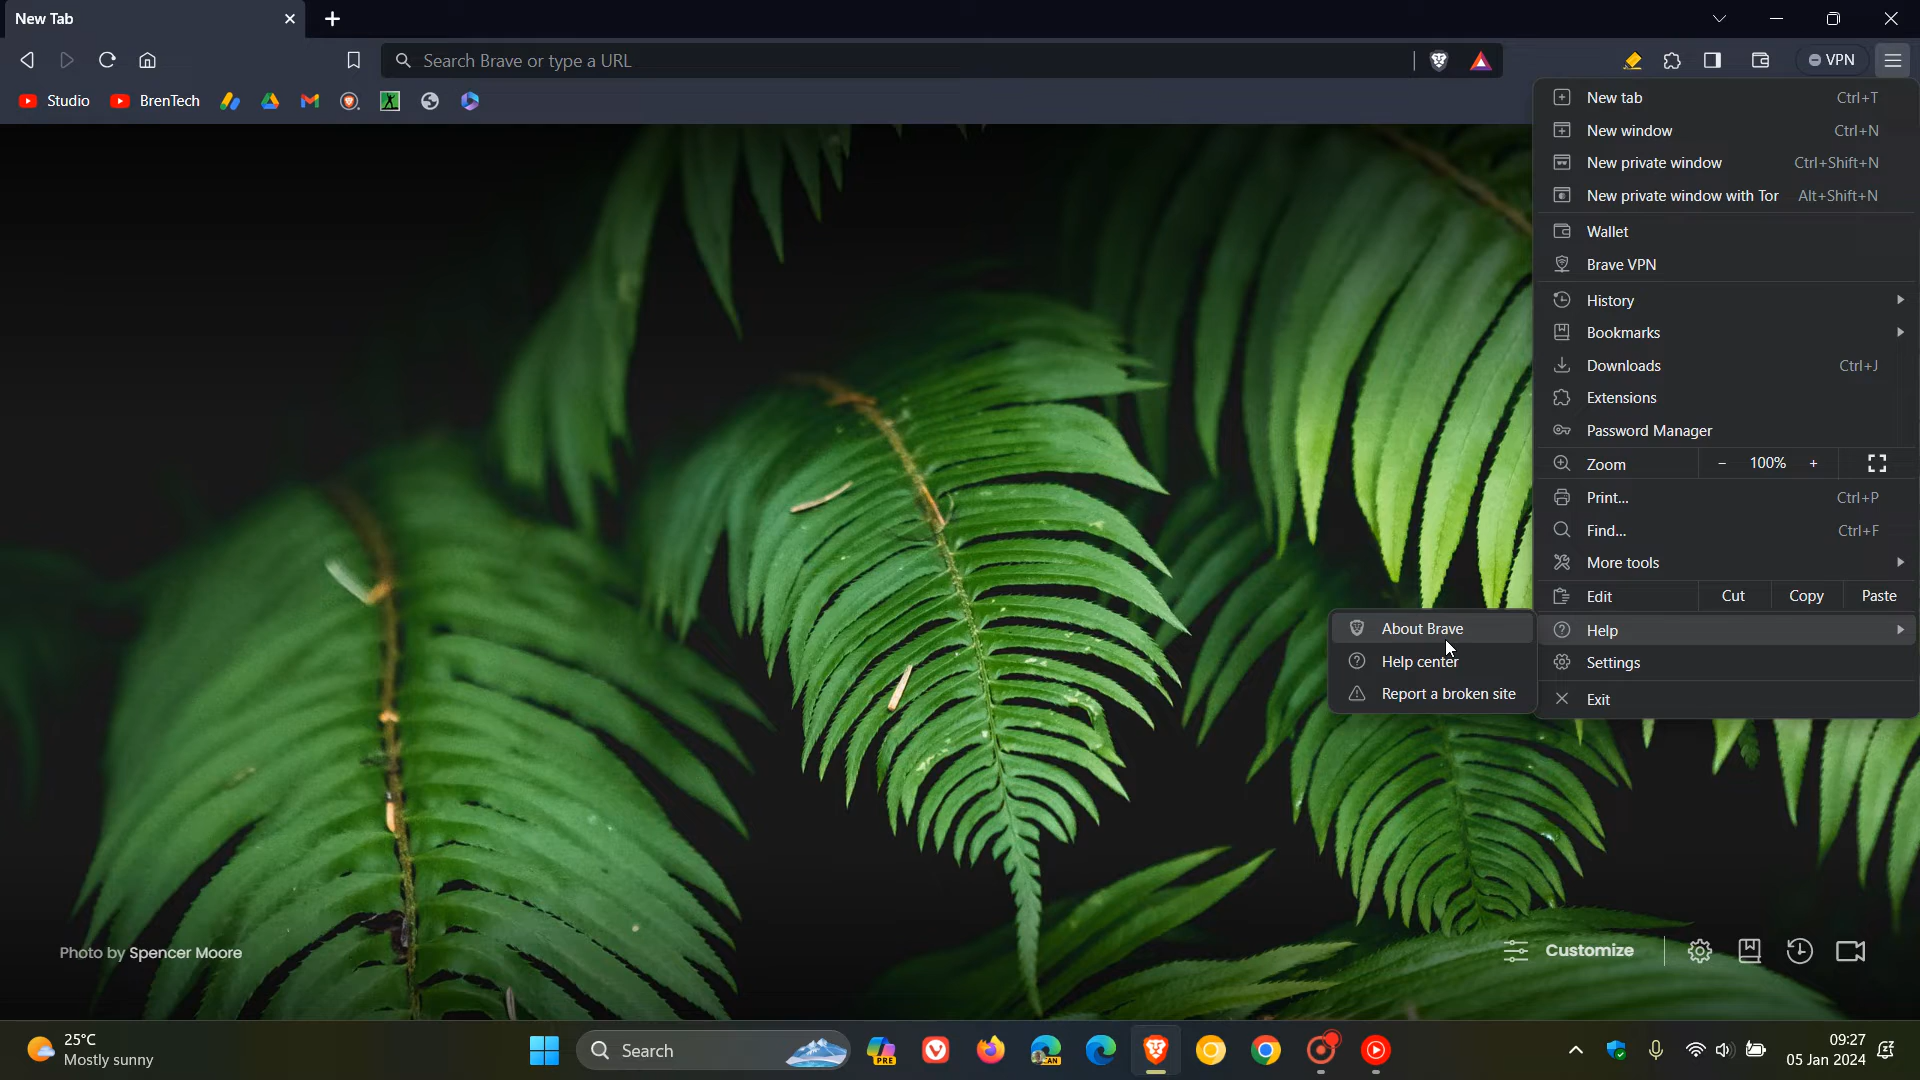 New Tab
Search Brave or type a URL
VPN
Studio
BrenTech
New tab Ctrl+T
New window Ctrl+N
New private window Ctrl+Shift+N
New private window with Tor Alt+Shift+N
Wallet
Brave VPN
History
Bookmarks
Downloads Ctrl+J
Extensions
Password Manager
Zoom - 100% +
Print... Ctrl+P
Find... Ctrl+F
More tools
Edit Cut Copy Paste
About Brave
Help
Help center
Settings
Report a broken site
Exit
Photo by Spencer Moore
Customize
25°C
Mostly sunny
Search
PRE
CAN
09:27
05 Jan 2024